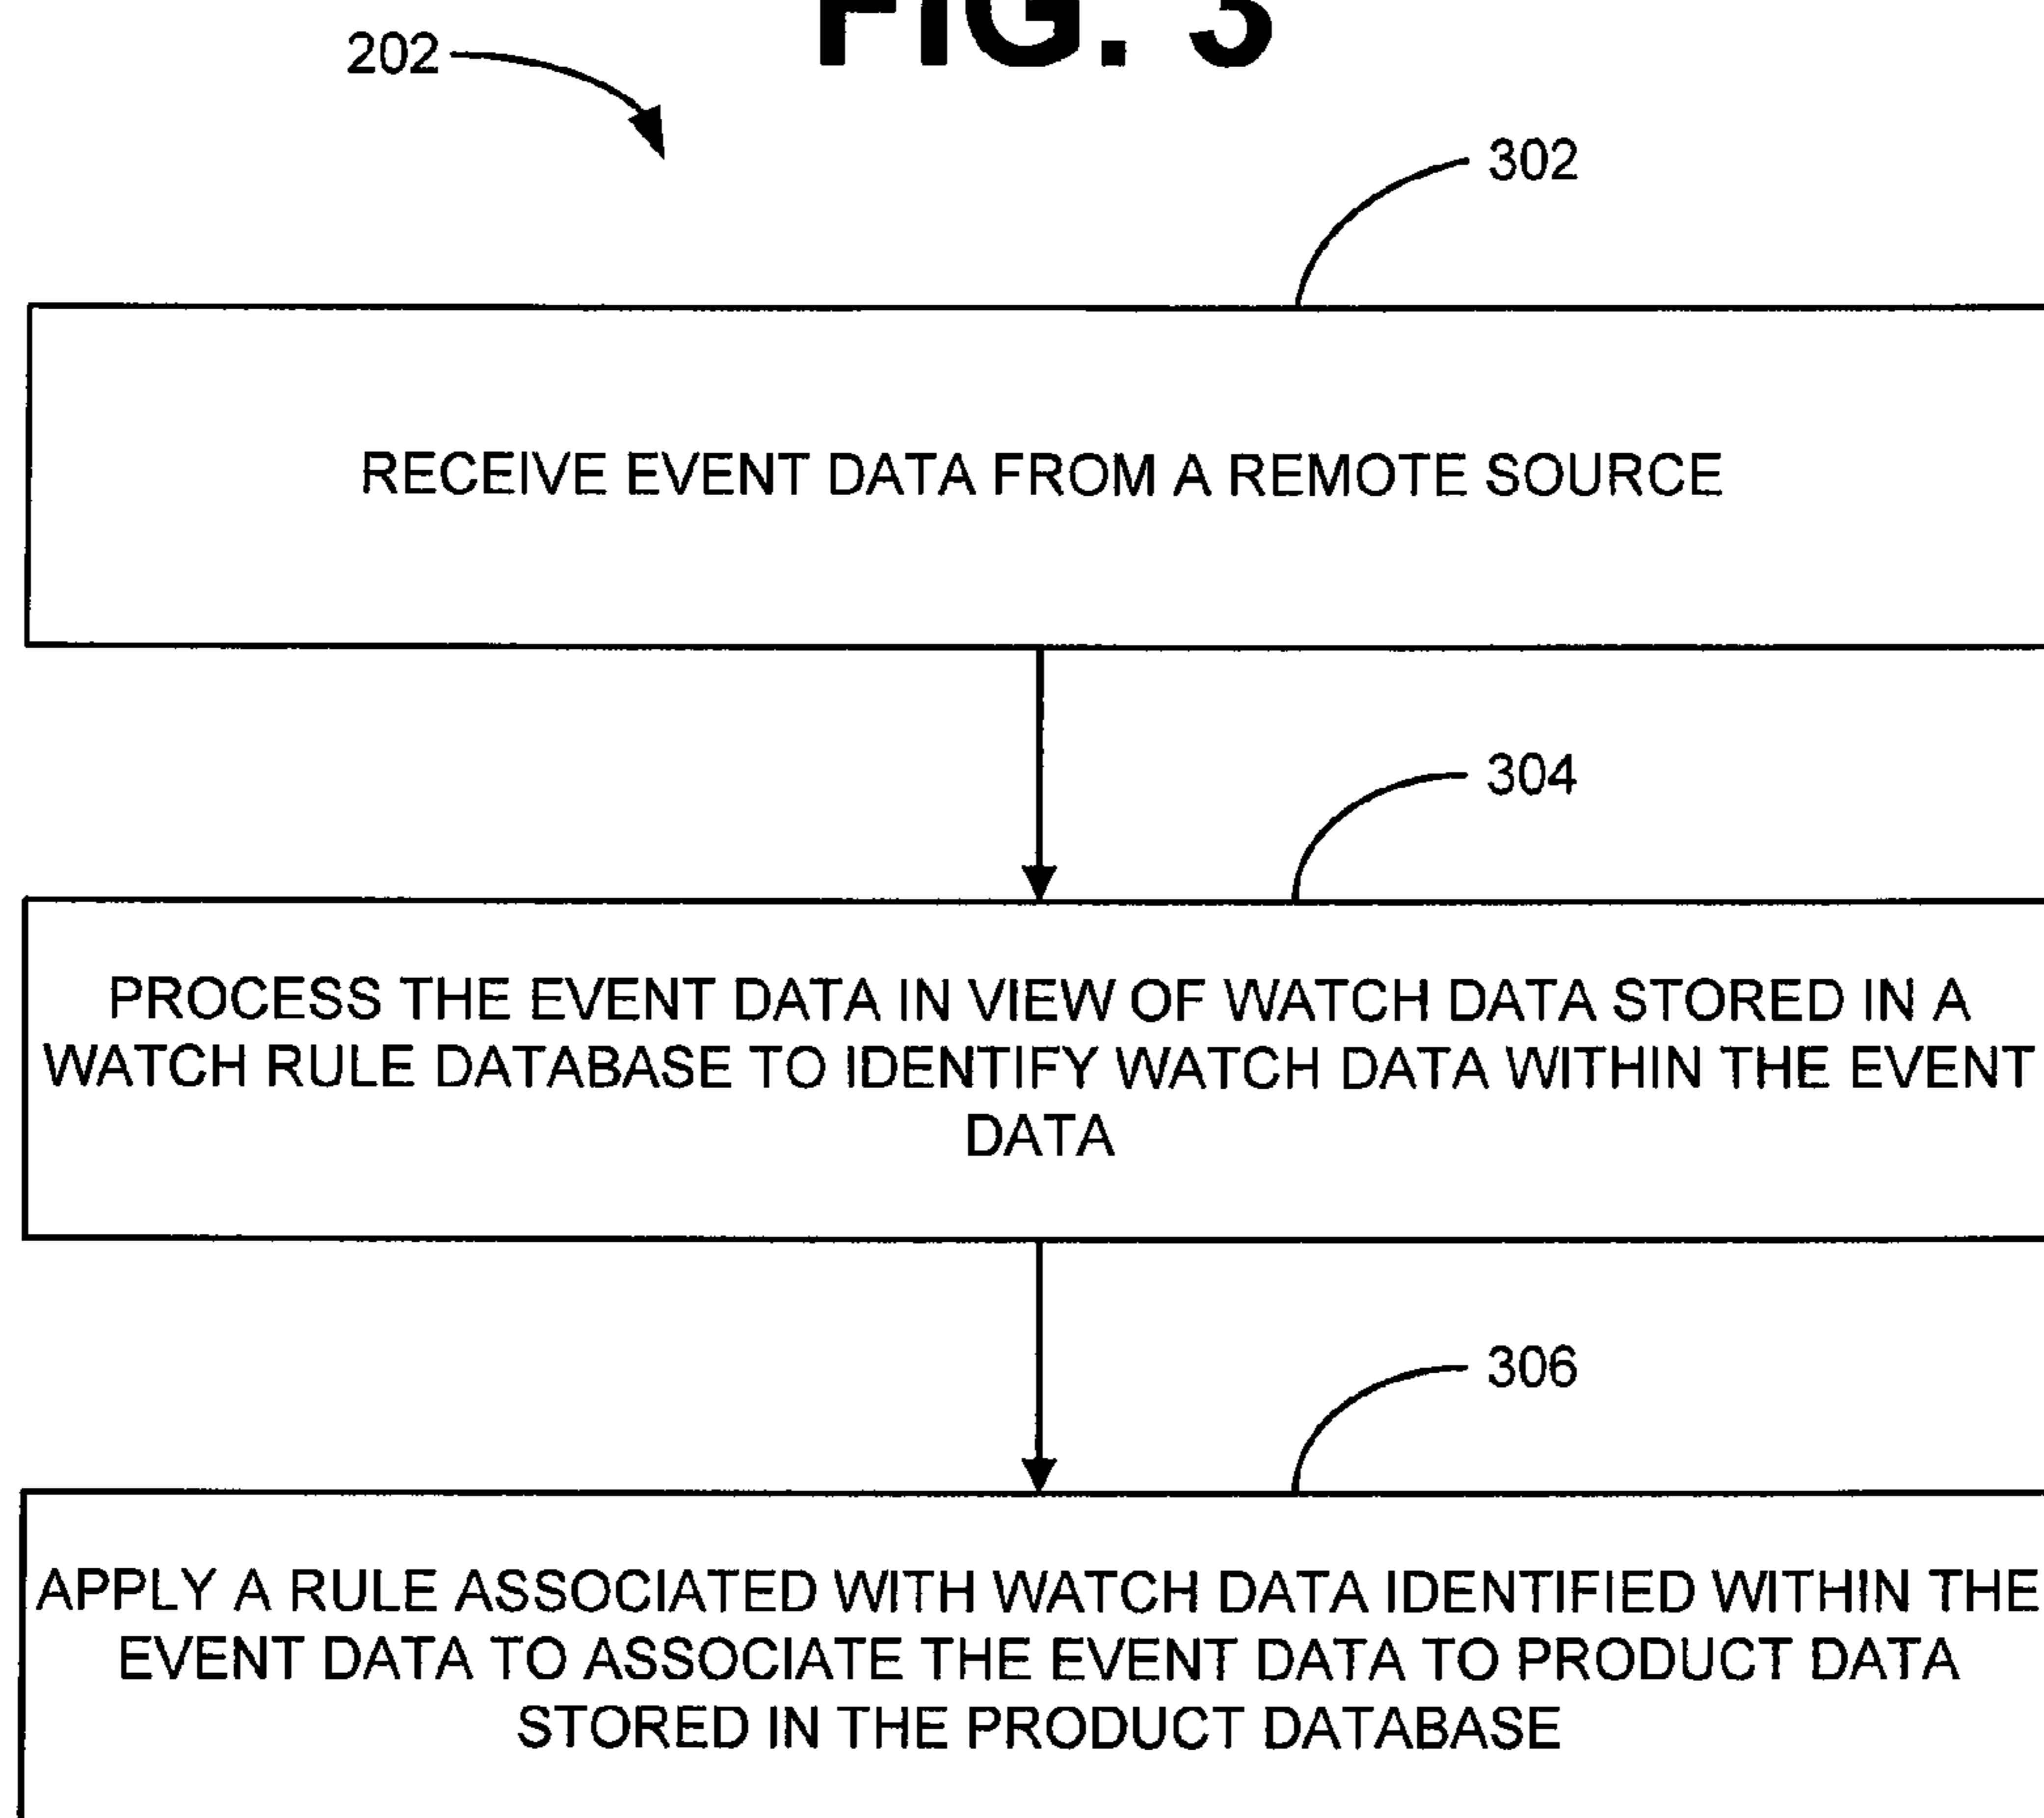 FIG. 3
202
302
RECEIVE EVENT DATA FROM A REMOTE SOURCE
304
PROCESS THE EVENT DATA IN VIEW OF WATCH DATA STORED IN A
WATCH RULE DATABASE TO IDENTIFY WATCH DATA WITHIN THE EVENT
DATA
306
APPLY A RULE ASSOCIATED WITH WATCH DATA IDENTIFIED WITHIN THE
EVENT DATA TO ASSOCIATE THE EVENT DATA TO PRODUCT DATA
STORED IN THE PRODUCT DATABASE